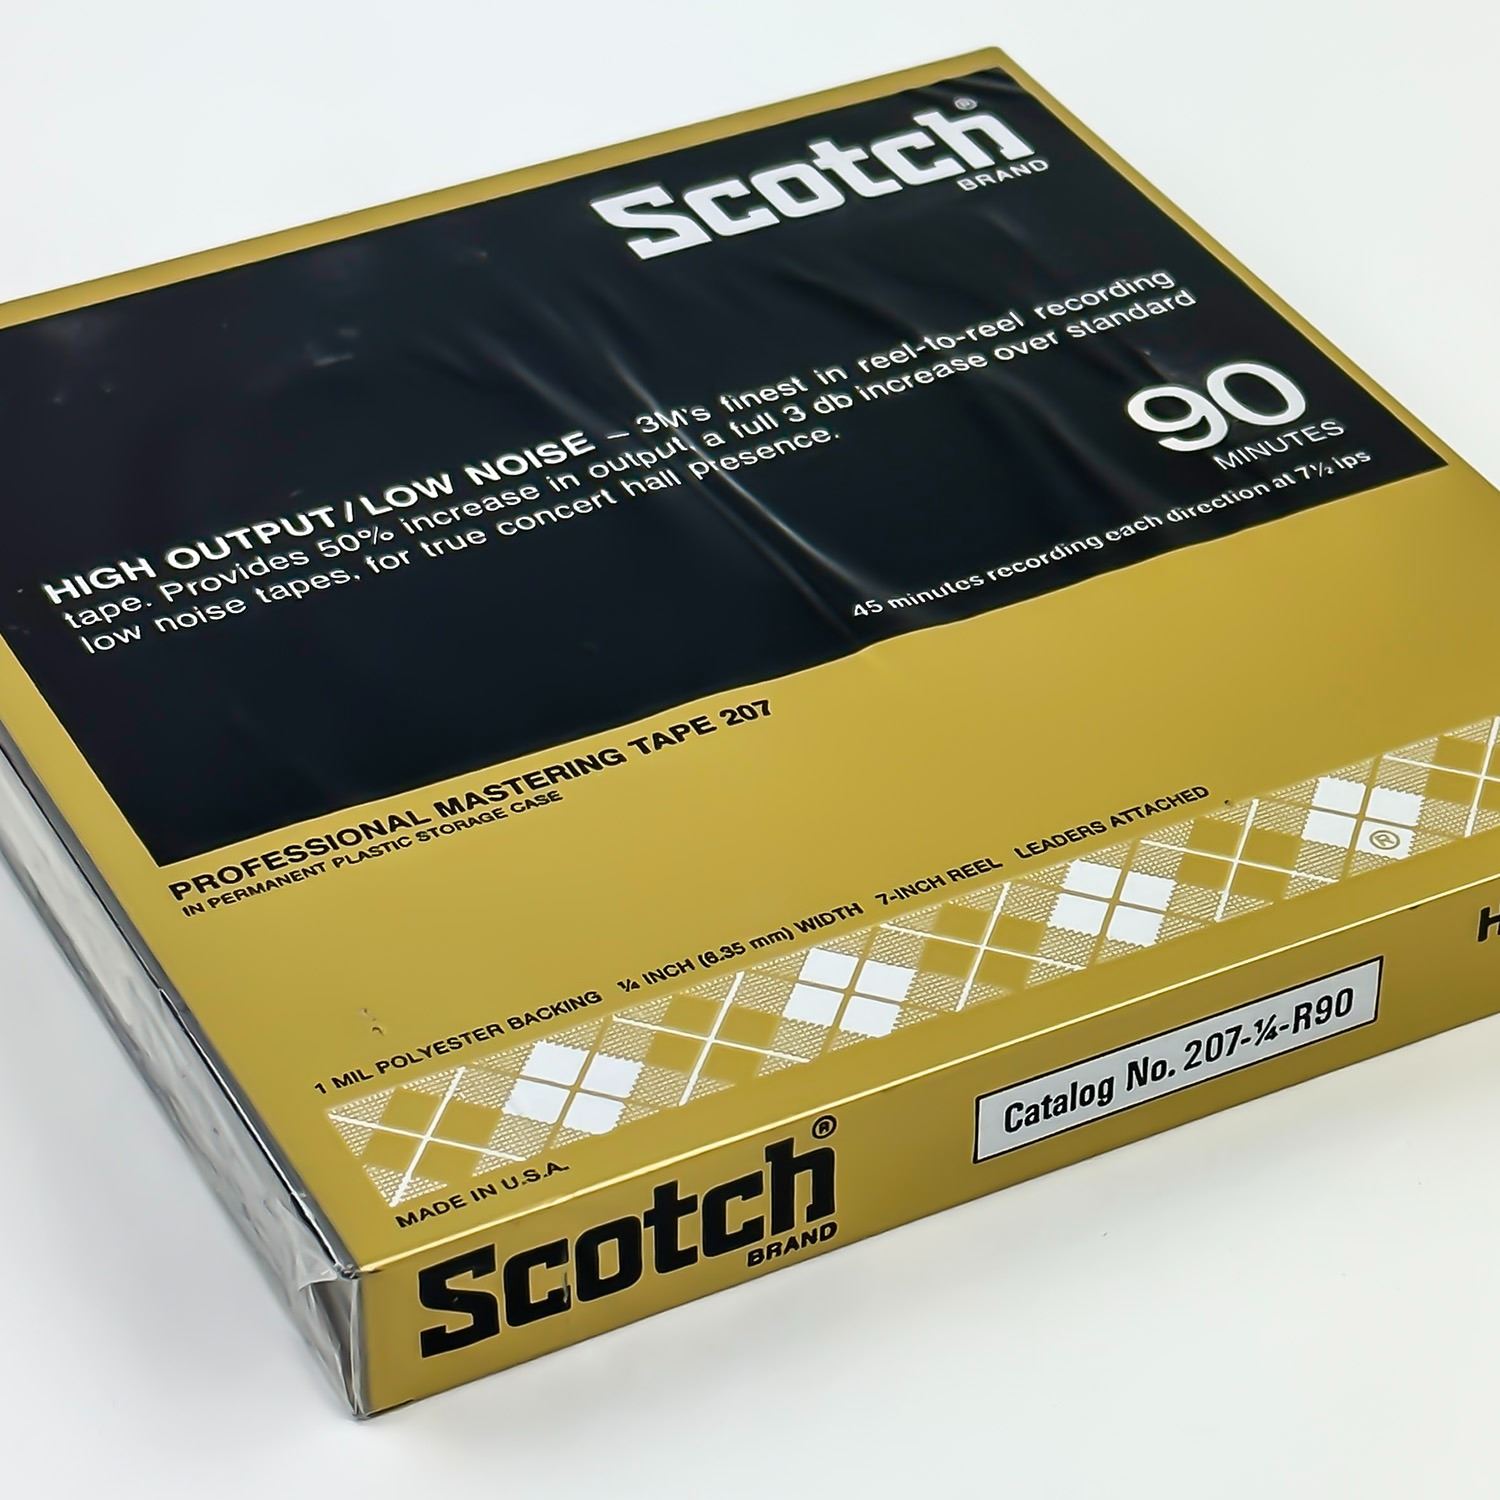 Scotch®
BRAND
HIGH OUTPUT/LOW NOISE – 3M's finest in reel-to-reel recording
tape. Provides 50% increase in output, a full 3 db increase over standard
low noise tapes, for true concert hall presence.
90
MINUTES
45 minutes recording each direction at 7½ ips
PROFESSIONAL MASTERING TAPE 207
IN PERMANENT PLASTIC STORAGE CASE
1 MIL POLYESTER BACKING ¼ INCH (6.35 mm) WIDTH 7-INCH REEL LEADERS ATTACHED
®
MADE IN U.S.A.
Scotch®
BRAND
Catalog No. 207-¼-R90
H